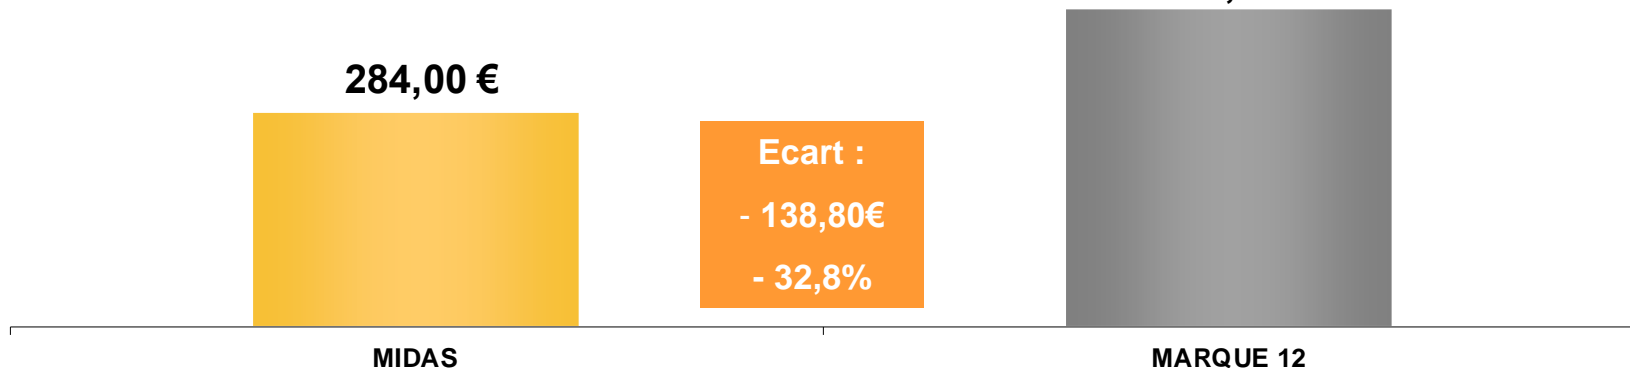 284,00 €
Ecart :
- 138,80€
- 32,8%
MIDAS
MARQUE 12